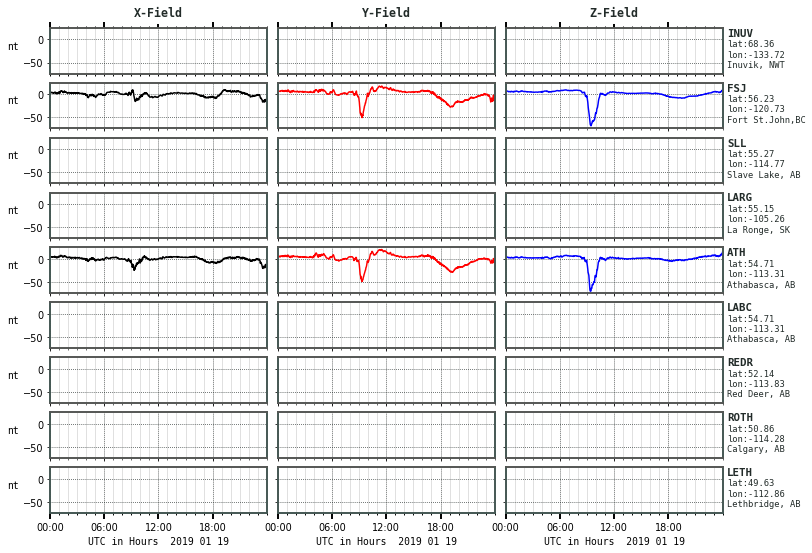 X-Field Y-Field Z-Field
nt 0 −50
INUV
lat:68.36
lon:-133.72
Inuvik, NWT
nt 0 −50
FSJ
lat:56.23
lon:-120.73
Fort St.John,BC
nt 0 −50
SLL
lat:55.27
lon:-114.77
Slave Lake, AB
nt 0 −50
LARG
lat:55.15
lon:-105.26
La Ronge, SK
nt 0 −50
ATH
lat:54.71
lon:-113.31
Athabasca, AB
nt 0 −50
LABC
lat:54.71
lon:-113.31
Athabasca, AB
nt 0 −50
REDR
lat:52.14
lon:-113.83
Red Deer, AB
nt 0 −50
ROTH
lat:50.86
lon:-114.28
Calgary, AB
nt 0 −50
LETH
lat:49.63
lon:-112.86
Lethbridge, AB
00:00 06:00 12:00 18:00 00:00 06:00 12:00 18:00 00:00 06:00 12:00 18:00
UTC in Hours 2019 01 19 UTC in Hours 2019 01 19 UTC in Hours 2019 01 19